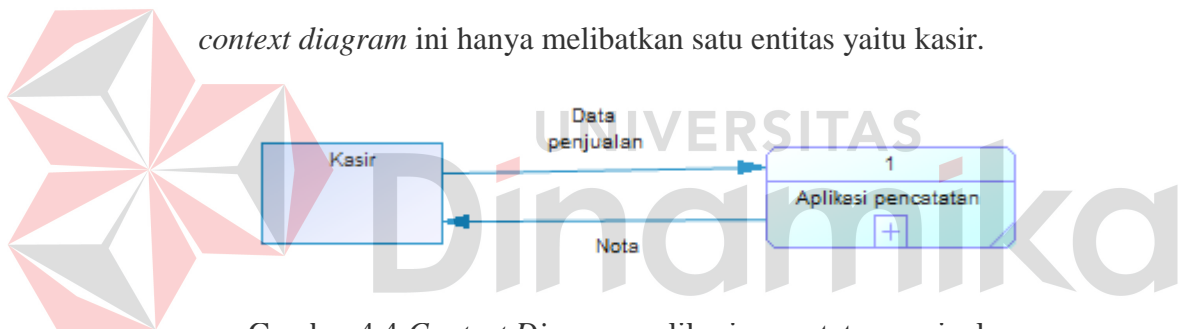 context diagram ini hanya melibatkan satu entitas yaitu kasir.
UNIVERSITAS
Dinamika
Data
penjualan
Kasir
1
Aplikasi pencatatan
Nota